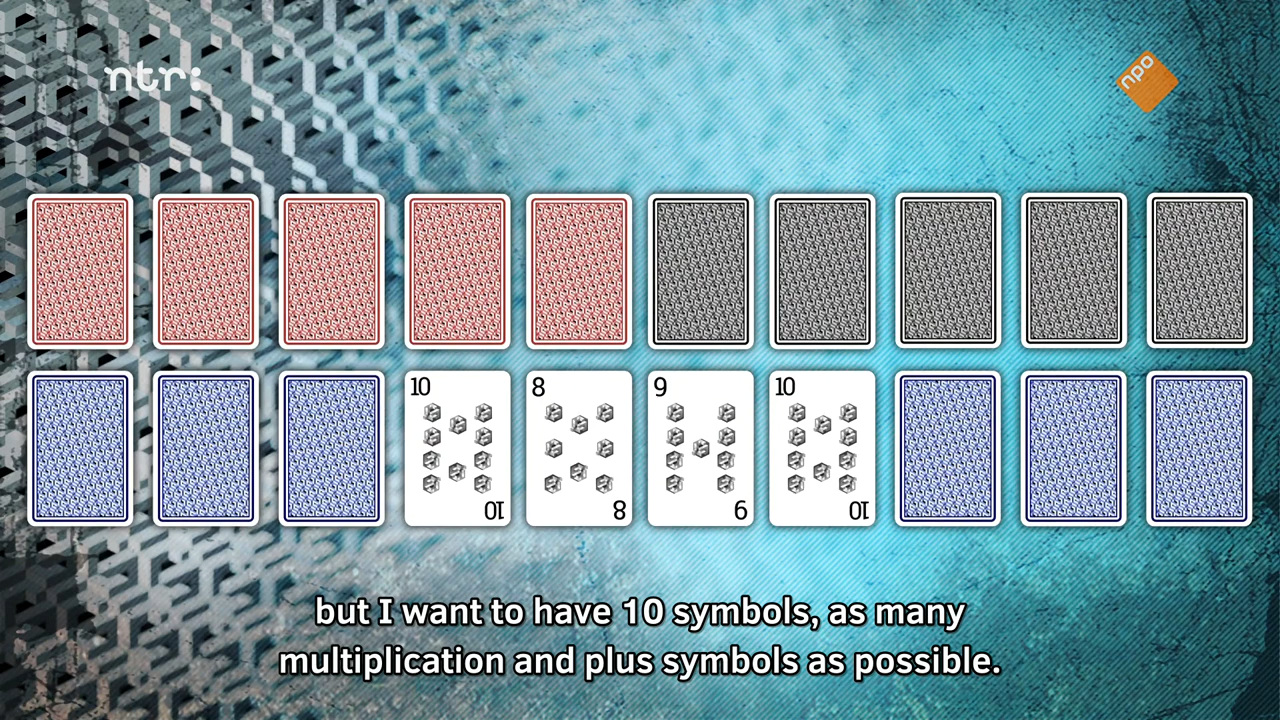 ntr:
npo
10 8 9 10
10 8 9 10
but I want to have 10 symbols, as many
multiplication and plus symbols as possible.